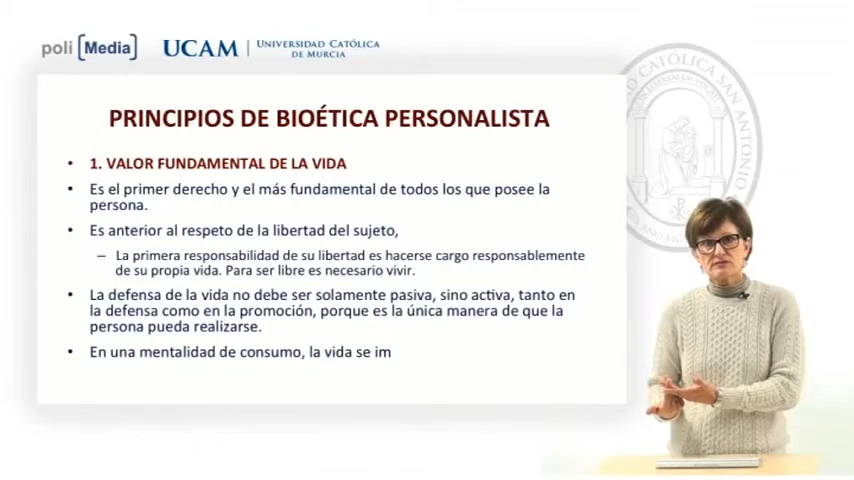 poli [Media]
UCAM
UNIVERSIDAD CATÓLICA
DE MURCIA
PRINCIPIOS DE BIOÉTICA PERSONALISTA
• 1. VALOR FUNDAMENTAL DE LA VIDA
• Es el primer derecho y el más fundamental de todos los que posee la
persona.
• Es anterior al respeto de la libertad del sujeto,
– La primera responsabilidad de su libertad es hacerse cargo responsablemente
de su propia vida. Para ser libre es necesario vivir.
• La defensa de la vida no debe ser solamente pasiva, sino activa, tanto en
la defensa como en la promoción, porque es la única manera de que la
persona pueda realizarse.
• En una mentalidad de consumo, la vida se im
CATÓLICA SAN ANTONIO